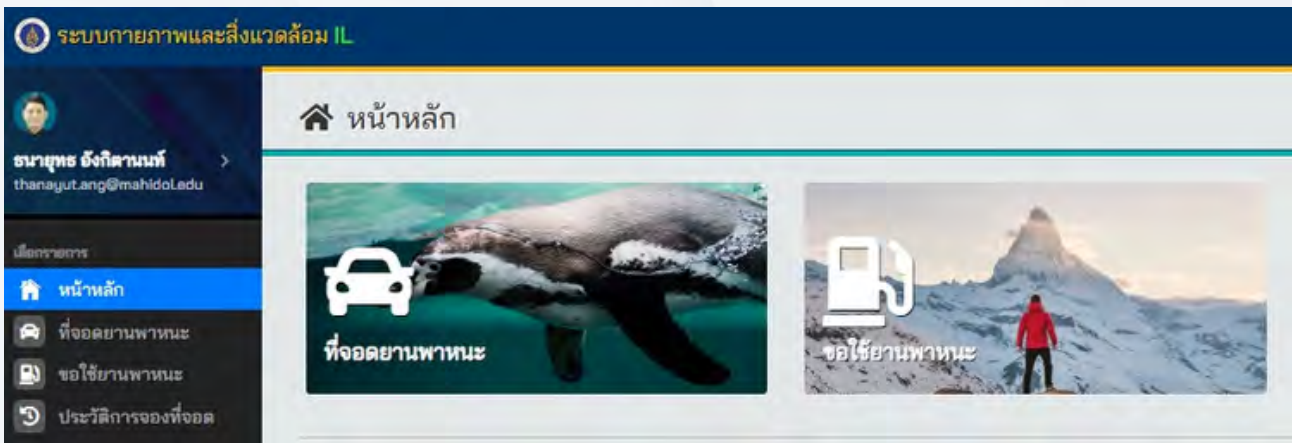 ระบบกายภาพและสิ่งแวดล้อม IL
ธนายุทธ อังกิตานนท์
thanayut.ang@mahidol.edu
เลือกรายการ
หน้าหลัก
ที่จอดยานพาหนะ
ขอใช้ยานพาหนะ
ประวัติการจองที่จอด
หน้าหลัก
ที่จอดยานพาหนะ
ขอใช้ยานพาหนะ